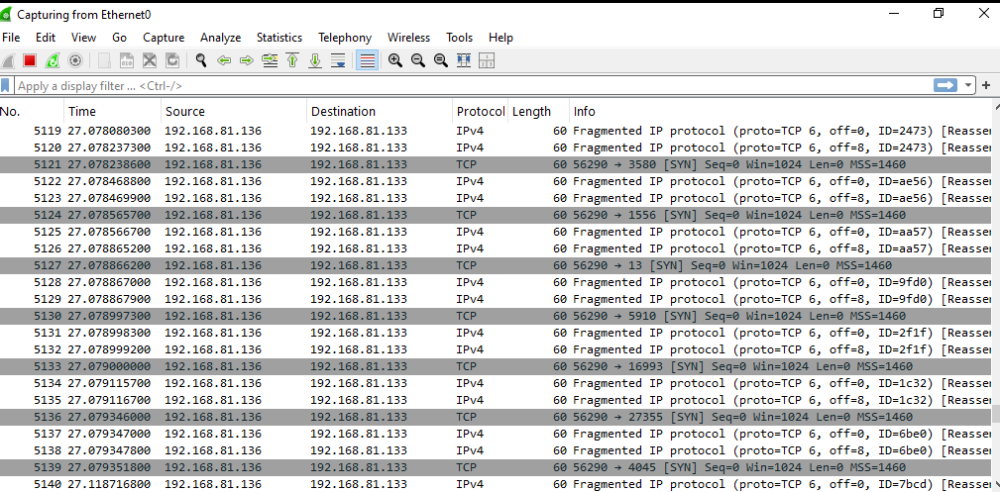 Capturing from Ethernet0
File Edit View Go Capture Analyze Statistics Telephony Wireless Tools Help
Apply a display filter ... <Ctrl-/>
No. Time Source Destination Protocol Length Info
5119 27.078080300 192.168.81.136 192.168.81.133 IPv4 60 Fragmented IP protocol (proto=TCP 6, off=0, ID=2473) [Reasser
5120 27.078237300 192.168.81.136 192.168.81.133 IPv4 60 Fragmented IP protocol (proto=TCP 6, off=8, ID=2473) [Reasser
5121 27.078238600 192.168.81.136 192.168.81.133 TCP 60 56290 → 3580 [SYN] Seq=0 Win=1024 Len=0 MSS=1460
5122 27.078468800 192.168.81.136 192.168.81.133 IPv4 60 Fragmented IP protocol (proto=TCP 6, off=0, ID=ae56) [Reasser
5123 27.078469900 192.168.81.136 192.168.81.133 IPv4 60 Fragmented IP protocol (proto=TCP 6, off=8, ID=ae56) [Reasser
5124 27.078565700 192.168.81.136 192.168.81.133 TCP 60 56290 → 1556 [SYN] Seq=0 Win=1024 Len=0 MSS=1460
5125 27.078566700 192.168.81.136 192.168.81.133 IPv4 60 Fragmented IP protocol (proto=TCP 6, off=0, ID=aa57) [Reasser
5126 27.078865200 192.168.81.136 192.168.81.133 IPv4 60 Fragmented IP protocol (proto=TCP 6, off=8, ID=aa57) [Reasser
5127 27.078866200 192.168.81.136 192.168.81.133 TCP 60 56290 → 13 [SYN] Seq=0 Win=1024 Len=0 MSS=1460
5128 27.078867000 192.168.81.136 192.168.81.133 IPv4 60 Fragmented IP protocol (proto=TCP 6, off=0, ID=9fd0) [Reasser
5129 27.078867900 192.168.81.136 192.168.81.133 IPv4 60 Fragmented IP protocol (proto=TCP 6, off=8, ID=9fd0) [Reasser
5130 27.078997300 192.168.81.136 192.168.81.133 TCP 60 56290 → 5910 [SYN] Seq=0 Win=1024 Len=0 MSS=1460
5131 27.078998300 192.168.81.136 192.168.81.133 IPv4 60 Fragmented IP protocol (proto=TCP 6, off=0, ID=2f1f) [Reasser
5132 27.078999200 192.168.81.136 192.168.81.133 IPv4 60 Fragmented IP protocol (proto=TCP 6, off=8, ID=2f1f) [Reasser
5133 27.079000000 192.168.81.136 192.168.81.133 TCP 60 56290 → 16993 [SYN] Seq=0 Win=1024 Len=0 MSS=1460
5134 27.079115700 192.168.81.136 192.168.81.133 IPv4 60 Fragmented IP protocol (proto=TCP 6, off=0, ID=1c32) [Reasser
5135 27.079116700 192.168.81.136 192.168.81.133 IPv4 60 Fragmented IP protocol (proto=TCP 6, off=8, ID=1c32) [Reasser
5136 27.079346000 192.168.81.136 192.168.81.133 TCP 60 56290 → 27355 [SYN] Seq=0 Win=1024 Len=0 MSS=1460
5137 27.079347000 192.168.81.136 192.168.81.133 IPv4 60 Fragmented IP protocol (proto=TCP 6, off=0, ID=6be0) [Reasser
5138 27.079347800 192.168.81.136 192.168.81.133 IPv4 60 Fragmented IP protocol (proto=TCP 6, off=8, ID=6be0) [Reasser
5139 27.079351800 192.168.81.136 192.168.81.133 TCP 60 56290 → 4045 [SYN] Seq=0 Win=1024 Len=0 MSS=1460
5140 27.118716800 192.168.81.136 192.168.81.133 IPv4 60 Fragmented IP protocol (proto=TCP 6, off=0, ID=7bcd) [Reasser